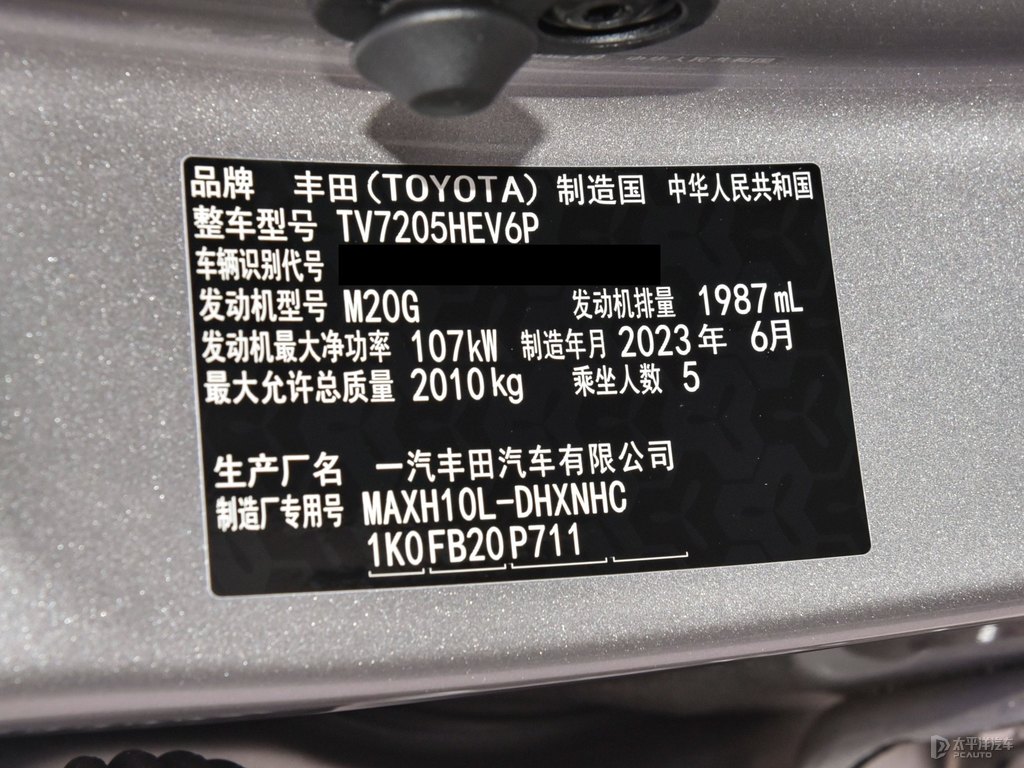 品牌 丰田(TOYOTA) 制造国 中华人民共和国
整车型号 TV7205HEV6P
车辆识别代号
发动机型号 M20G 发动机排量 1987mL
发动机最大净功率 107kW 制造年月 2023年 6月
最大允许总质量 2010kg 乘坐人数 5
生产厂名 一汽丰田汽车有限公司
制造厂专用号 MAXH10L-DHXNHC
1K0 FB20 P711
太平洋汽车
PCAUTO